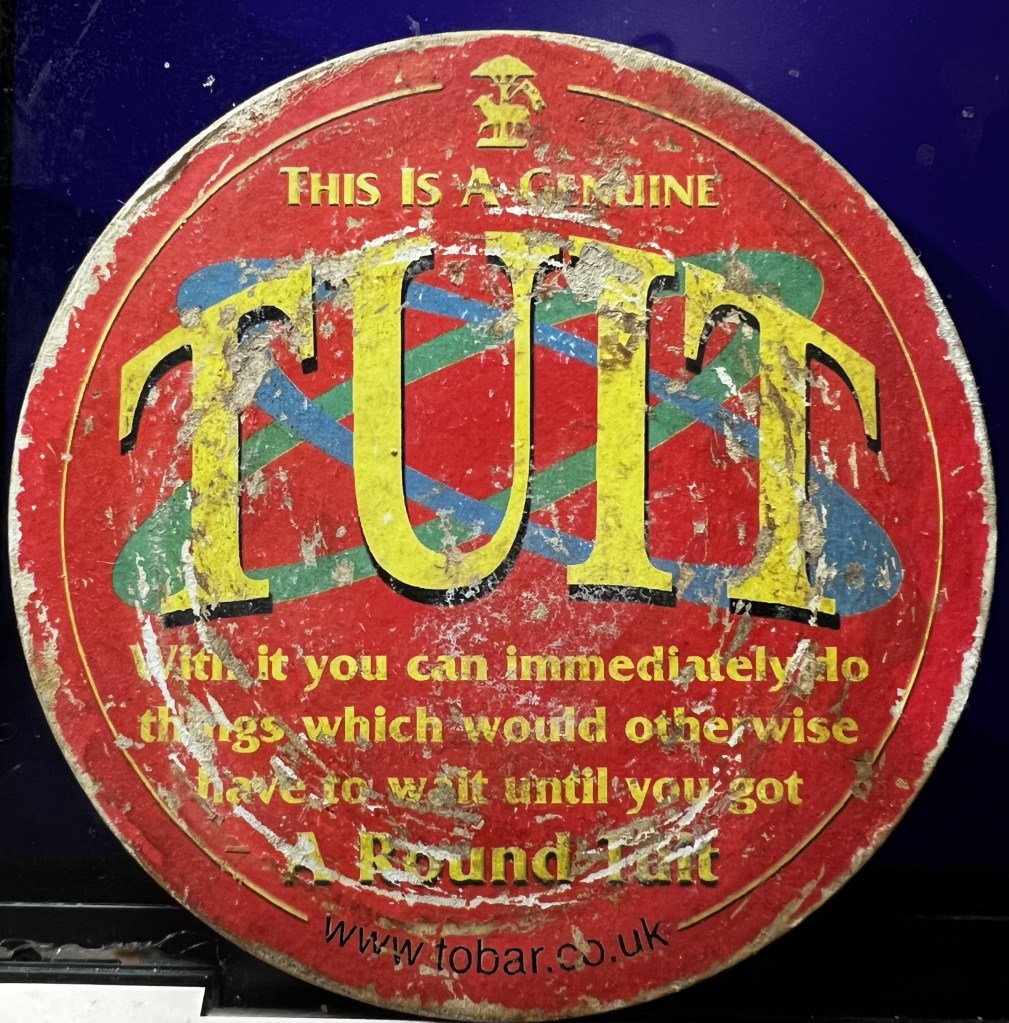 This Is A Genuine
TUIT
With it you can immediately do
things which would otherwise
have to wait until you got
A Round Tuit
www.tobar.co.uk